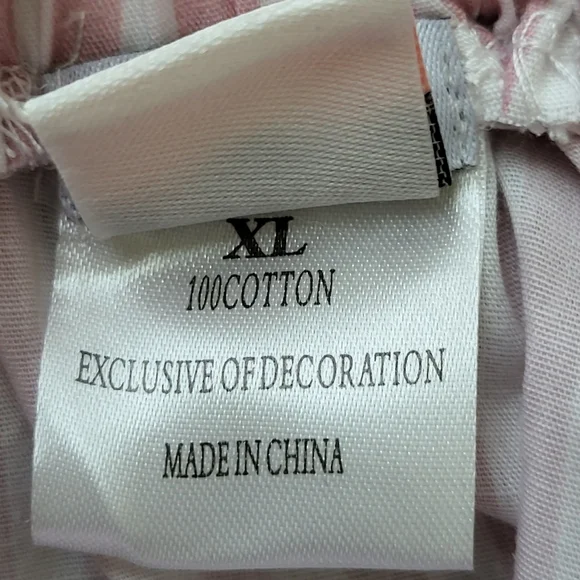 XL
100COTTON
EXCLUSIVE OF DECORATION
MADE IN CHINA